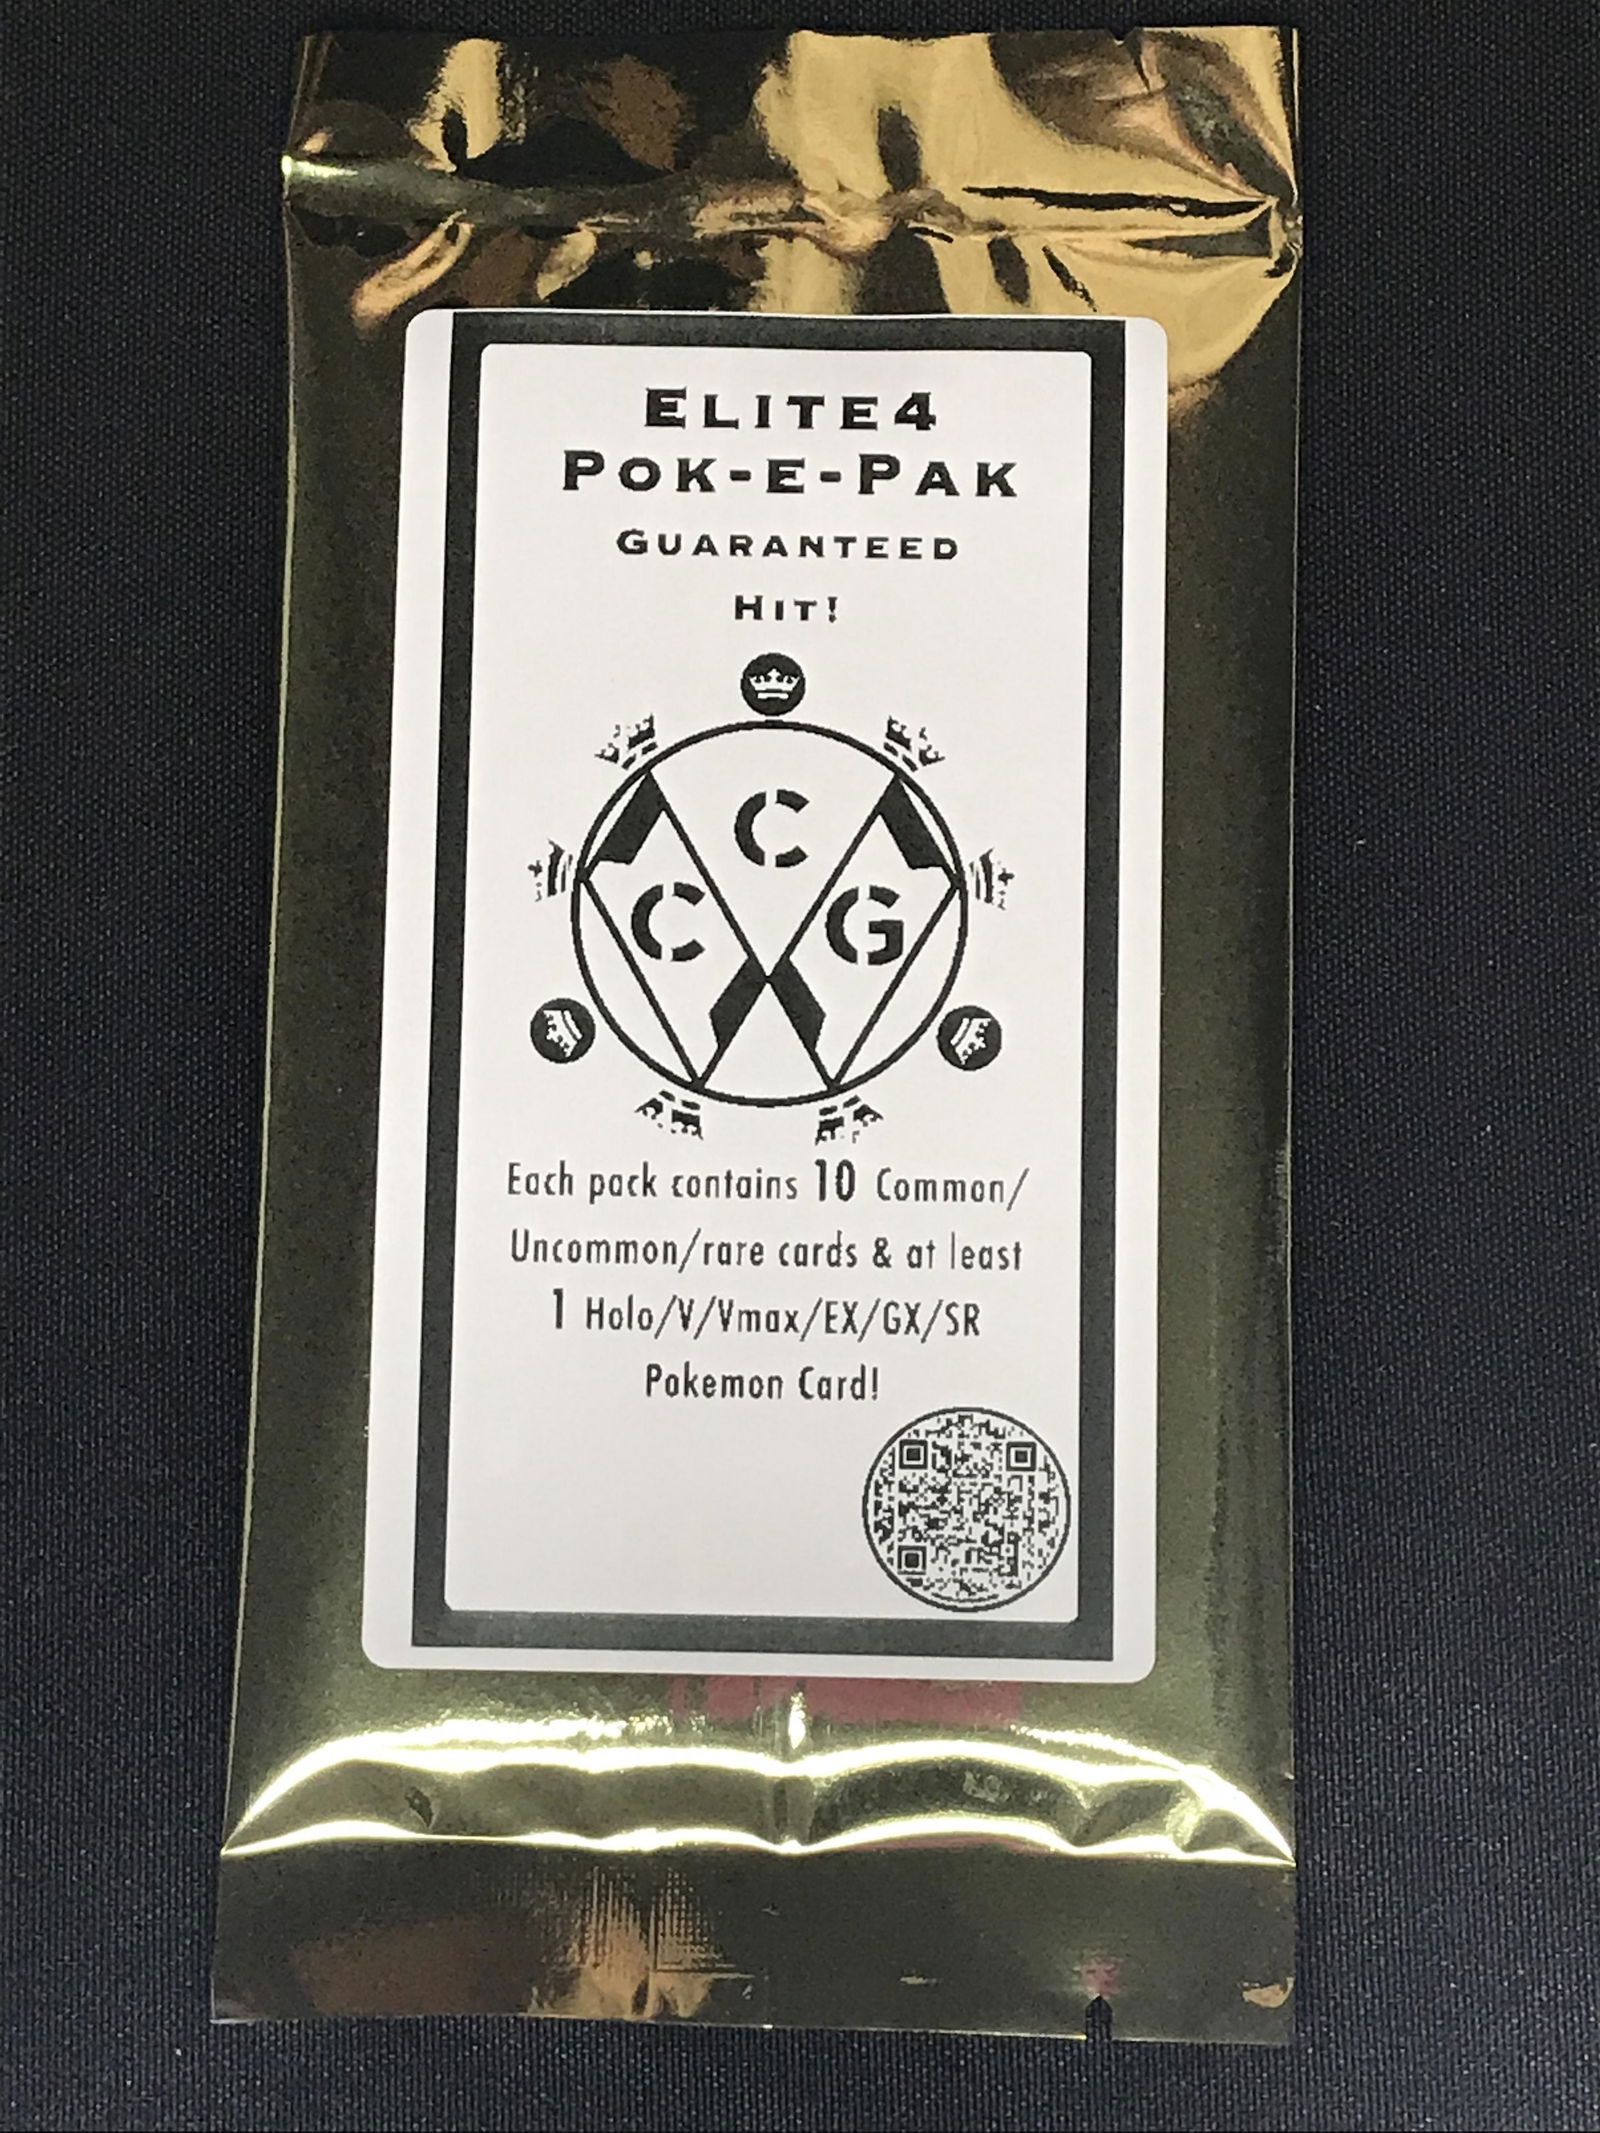 ELITE4
POK-E-PAK
GUARANTEED
HIT!
C
C G
Each pack contains 10 Common/
Uncommon/rare cards & at least
1 Holo/V/Vmax/EX/GX/SR
Pokemon Card!